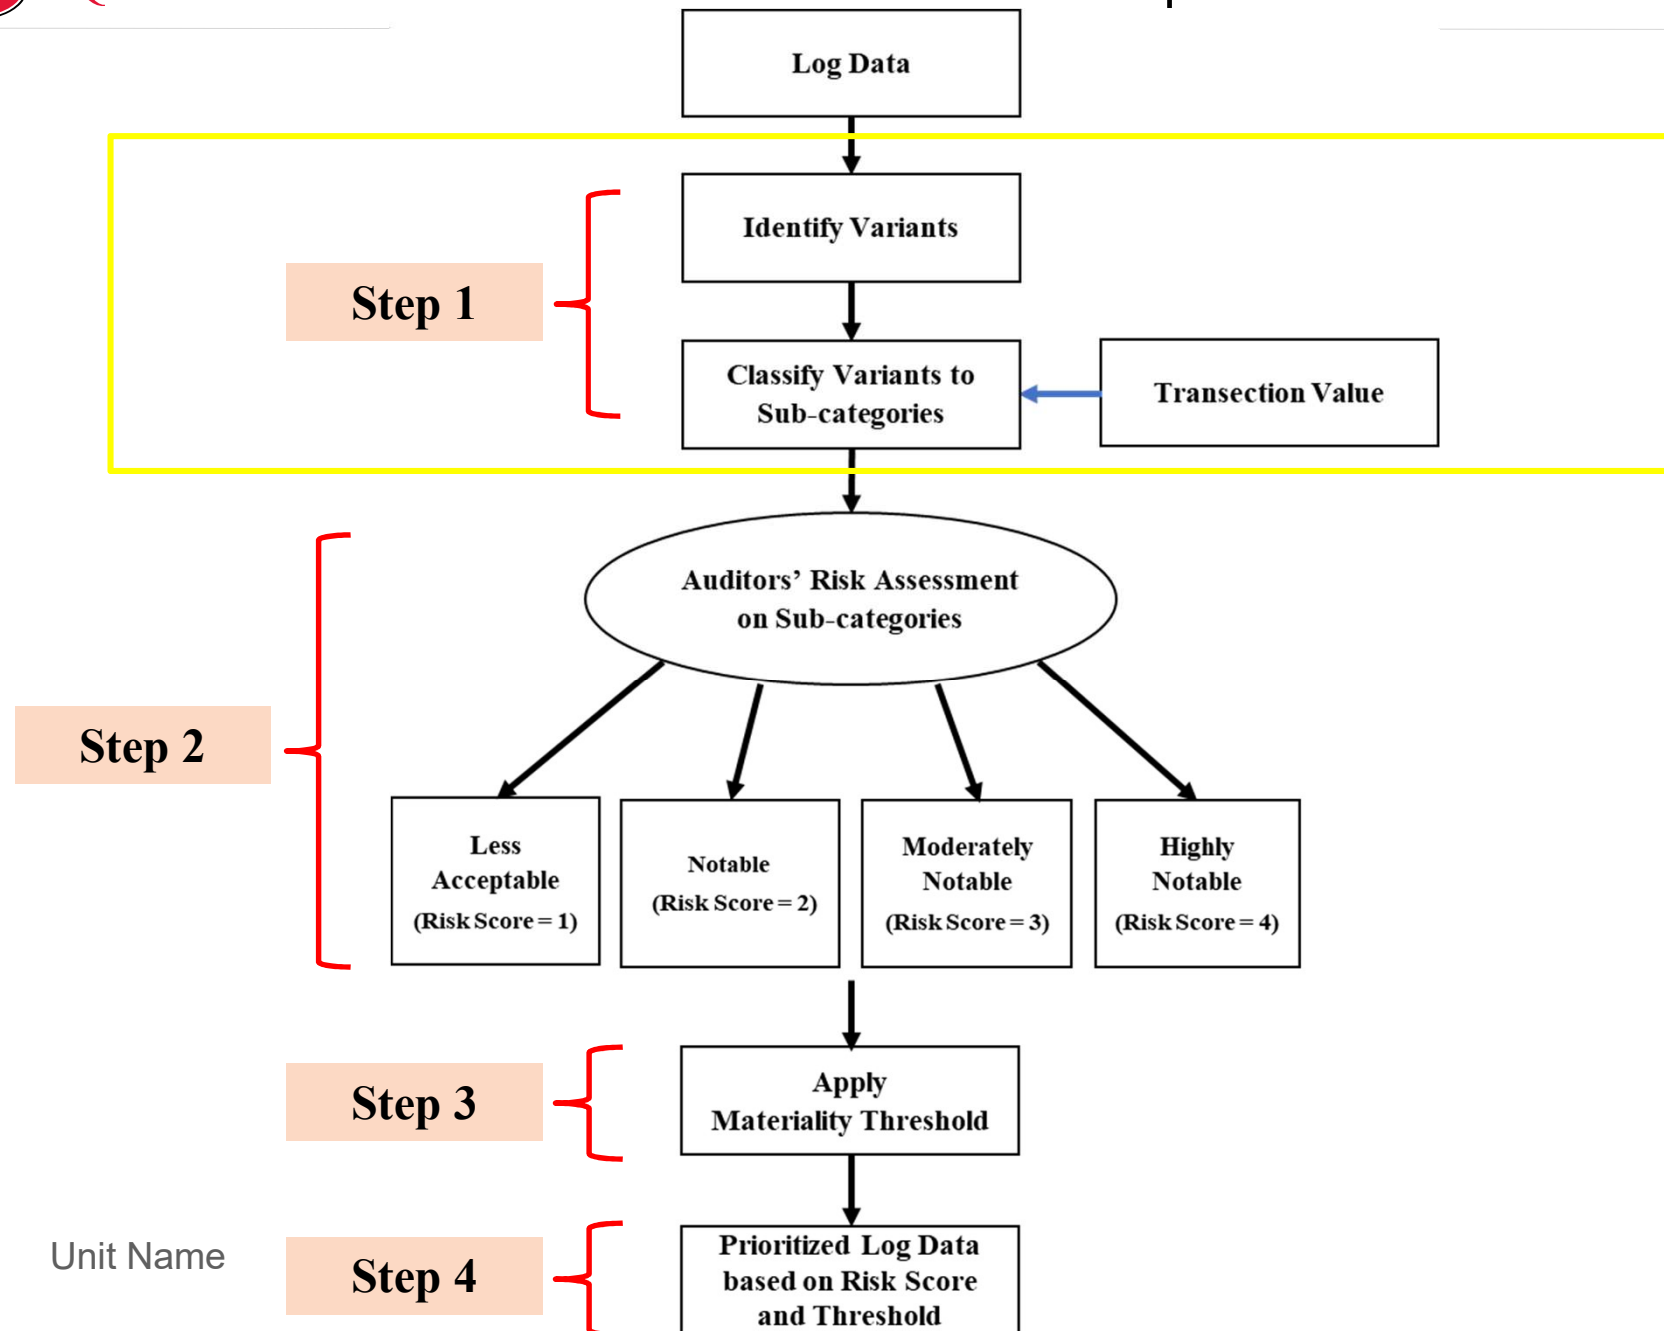 Log Data
Identify Variants
Step 1
Classify Variants to
Sub-categories
Transection Value
Auditors’ Risk Assessment
on Sub-categories
Step 2
Less
Acceptable
(Risk Score = 1)
Notable
(Risk Score = 2)
Moderately
Notable
(Risk Score = 3)
Highly
Notable
(Risk Score = 4)
Step 3
Apply
Materiality Threshold
Unit Name
Step 4
Prioritized Log Data
based on Risk Score
and Threshold